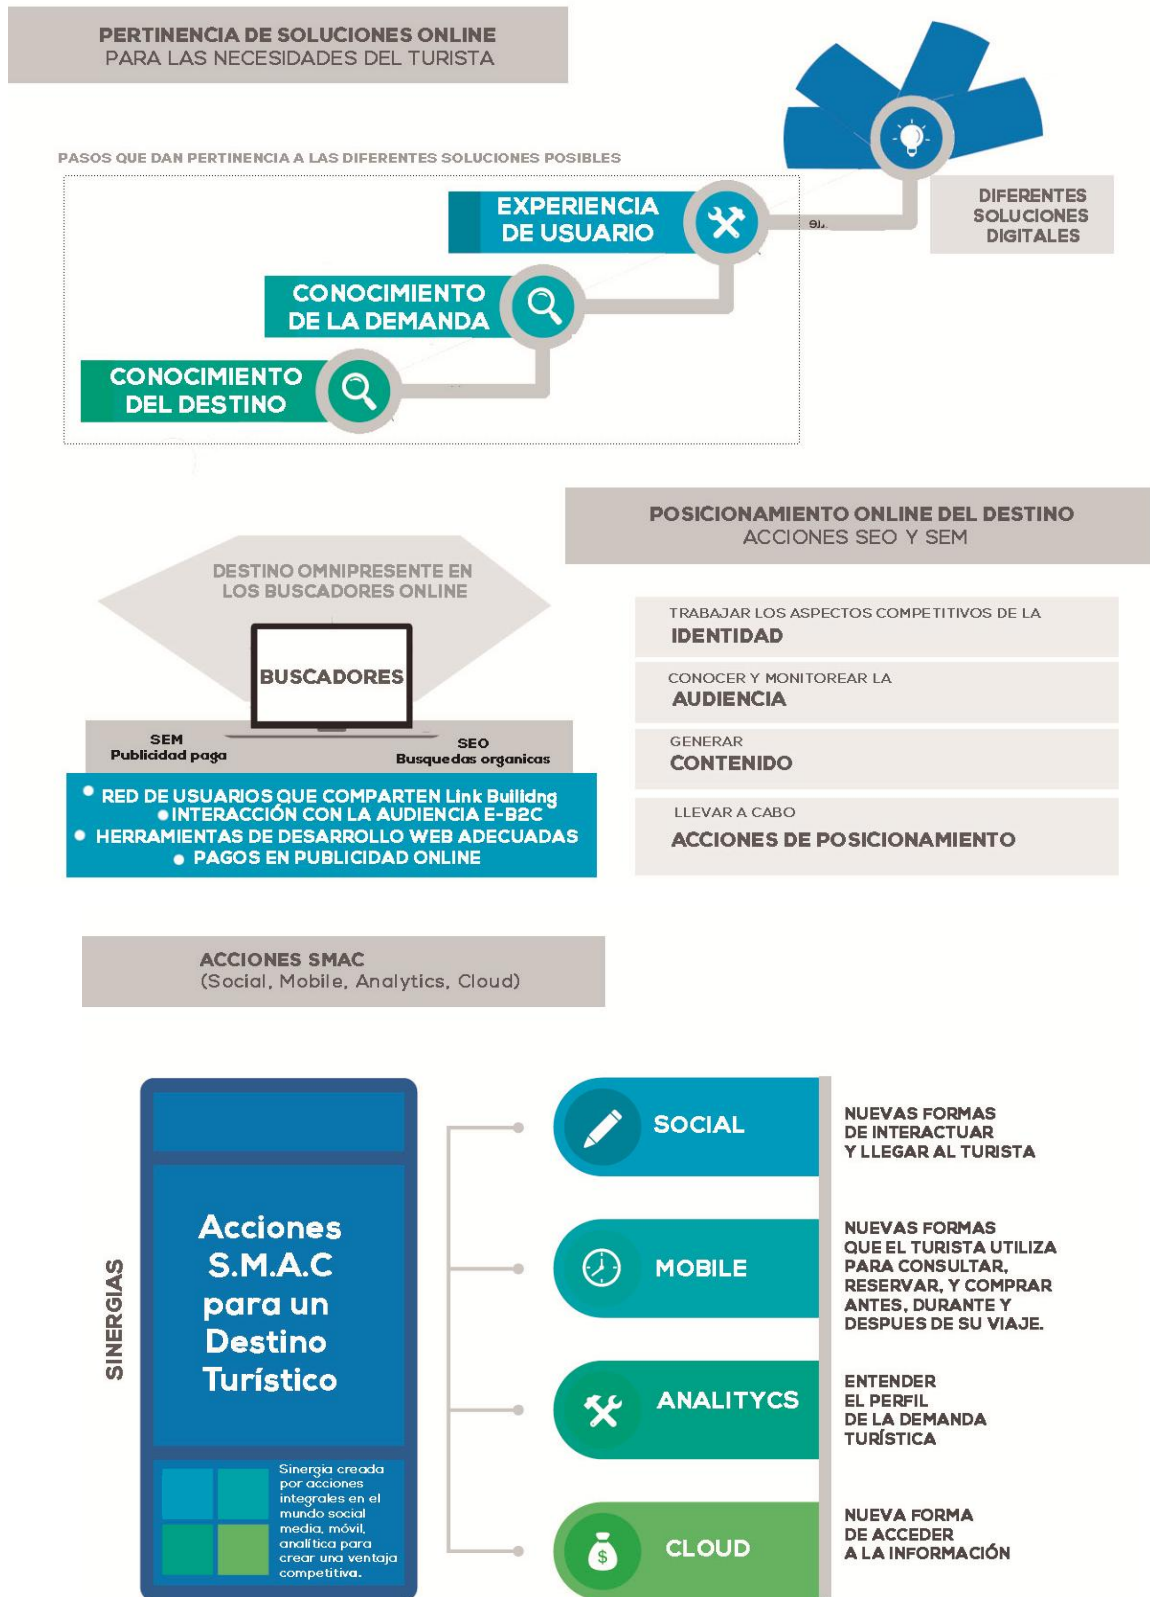 PERTINENCIA DE SOLUCIONES ONLINE
PARA LAS NECESIDADES DEL TURISTA
PASOS QUE DAN PERTINENCIA A LAS DIFERENTES SOLUCIONES POSIBLES
EXPERIENCIA
DE USUARIO
DIFERENTES
SOLUCIONES
DIGITALES
CONOCIMIENTO
DE LA DEMANDA
CONOCIMIENTO
DEL DESTINO
POSICIONAMIENTO ONLINE DEL DESTINO
ACCIONES SEO Y SEM
DESTINO OMNIPRESENTE EN
LOS BUSCADORES ONLINE
BUSCADORES
SEM
Publicidad paga
SEO
Busquedas organicas
RED DE USUARIOS QUE COMPARTEN Link Builidng
INTERACCIÓN CON LA AUDIENCIA E-B2C
HERRAMIENTAS DE DESARROLLO WEB ADECUADAS
PAGOS EN PUBLICIDAD ONLINE
TRABAJAR LOS ASPECTOS COMPETITIVOS DE LA
IDENTIDAD
CONOCER Y MONITOREAR LA
AUDIENCIA
GENERAR
CONTENIDO
LLEVAR A CABO
ACCIONES DE POSICIONAMIENTO
ACCIONES SMAC
(Social, Mobile, Analytics, Cloud)
SINERGIAS
Acciones
S.M.A.C
para un
Destino
Turístico
Sinergia creada
por acciones
integrales en el
mundo social
media, móvil,
analítica para
crear una ventaja
competitiva.
SOCIAL
NUEVAS FORMAS
DE INTERACTUAR
Y LLEGAR AL TURISTA
MOBILE
NUEVAS FORMAS
QUE EL TURISTA UTILIZA
PARA CONSULTAR,
RESERVAR, Y COMPRAR
ANTES, DURANTE Y
DESPUES DE SU VIAJE.
ANALITYCS
ENTENDER
EL PERFIL
DE LA DEMANDA
TURÍSTICA
CLOUD
NUEVA FORMA
DE ACCEDER
A LA INFORMACIÓN